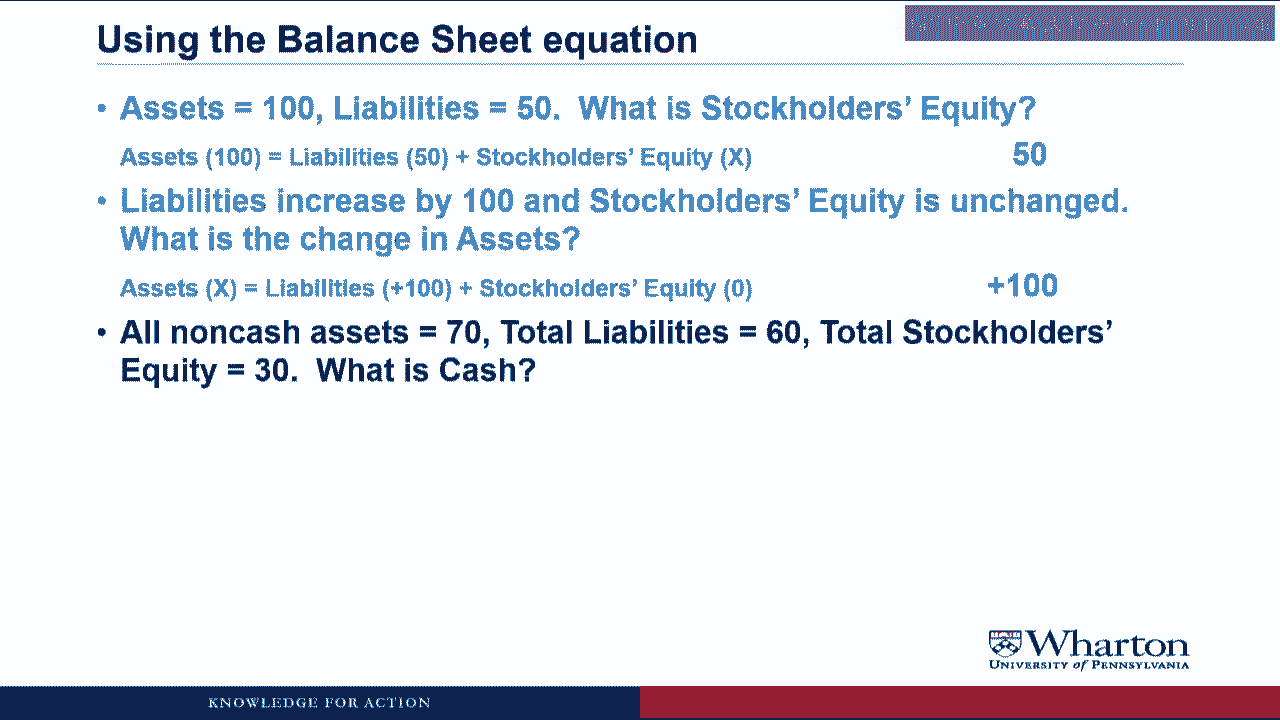 Using the Balance Sheet equation
• Assets = 100, Liabilities = 50. What is Stockholders’ Equity?
Assets (100) = Liabilities (50) + Stockholders’ Equity (X) 50
• Liabilities increase by 100 and Stockholders’ Equity is unchanged.
What is the change in Assets?
Assets (X) = Liabilities (+100) + Stockholders’ Equity (0) +100
• All noncash assets = 70, Total Liabilities = 60, Total Stockholders’
Equity = 30. What is Cash?
Wharton
UNIVERSITY of PENNSYLVANIA
KNOWLEDGE FOR ACTION